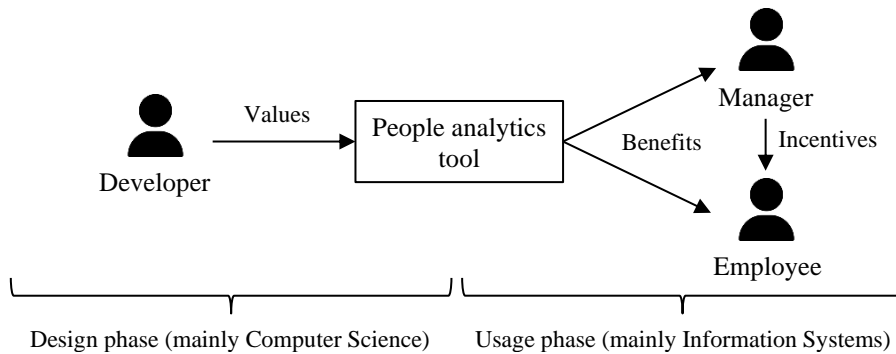 Manager
Values
People analytics
tool
Benefits
Incentives
Developer
Employee
Design phase (mainly Computer Science)
Usage phase (mainly Information Systems)